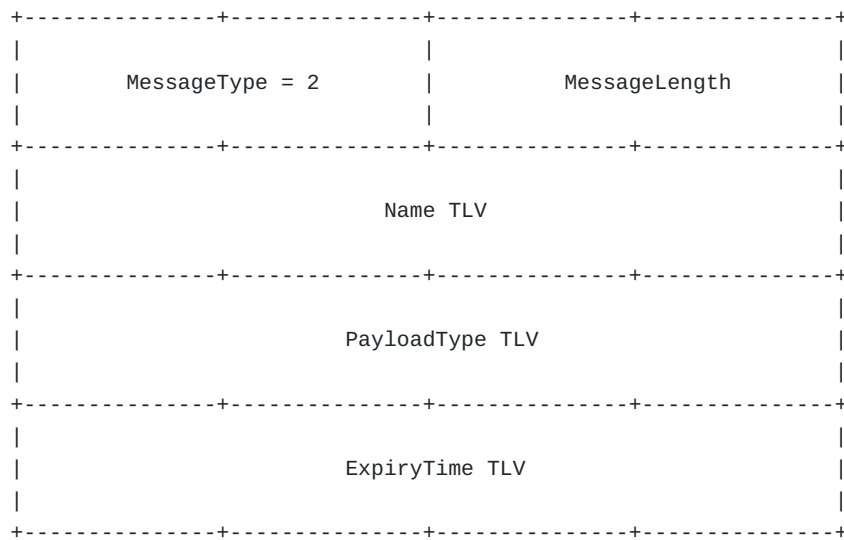 MessageType = 2 MessageLength
Name TLV
PayloadType TLV
ExpiryTime TLV